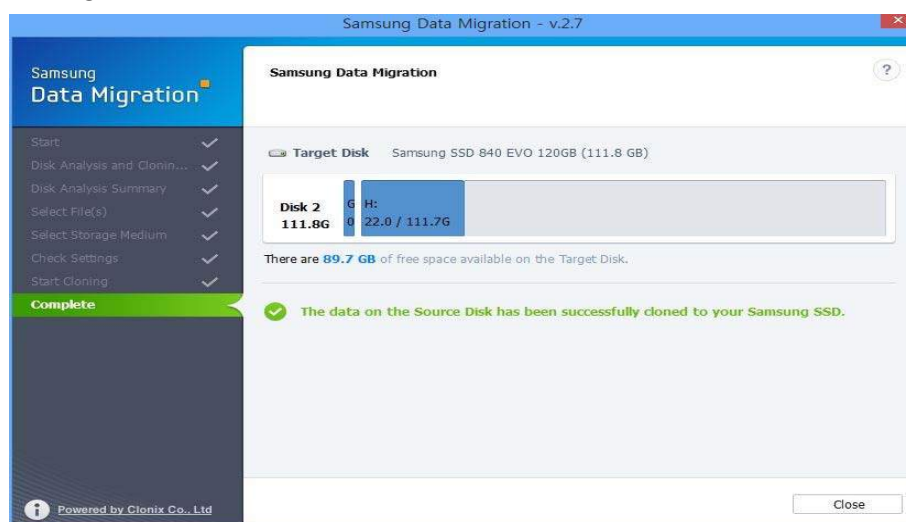 Samsung Data Migration - v.2.7
Samsung
Data Migration
Samsung Data Migration
?
Start
Disk Analysis and Clonin...
Disk Analysis Summary
Select File(s)
Select Storage Medium
Check Settings
Start Cloning
Complete
Target Disk Samsung SSD 840 EVO 120GB (111.8 GB)
Disk 2
111.8G
G
0
H:
22.0 / 111.7G
There are 89.7 GB of free space available on the Target Disk.
The data on the Source Disk has been successfully cloned to your Samsung SSD.
Powered by Clonix Co., Ltd
Close